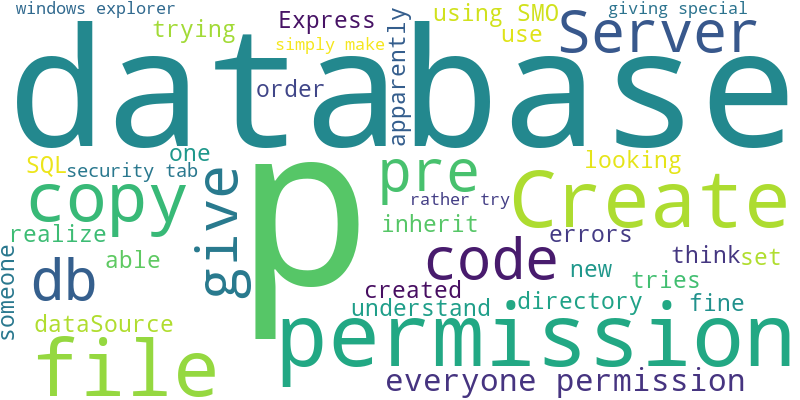 windows explorer
Express
using SMO
giving special
trying
simply make
use
Server
database
order
apparently
one
SQL
security tab
looking
copy
give
p
pre
rather try
Create
realize
inherit
errors
able
code
think
set
someone
db
new
created
tries
understand
directory
fine
dataSource
permission
file
everyone permission